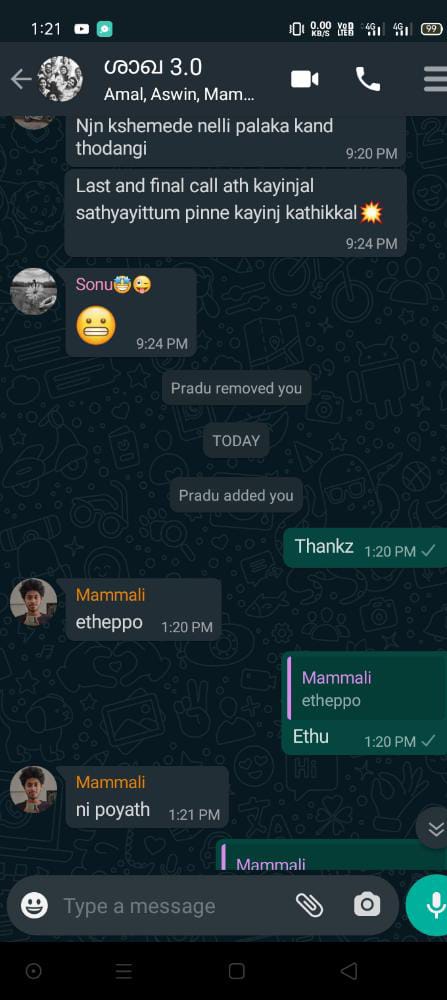 1:21
0.00 KB/S VoD LTE 4G 4G 99
ശാഖ 3.0
Amal, Aswin, Mam...
Njn kshemede nelli palaka kand
thodangi
9:20 PM
Last and final call ath kayinjal
sathyayittum pinne kayinj kathikkal💥
9:24 PM
Sonu🤩😜
😬
9:24 PM
Pradu removed you
TODAY
Pradu added you
Thankz 1:20 PM
Mammali
etheppo 1:20 PM
Mammali
etheppo
Ethu 1:20 PM
Mammali
ni poyath 1:21 PM
Mammali
Type a message